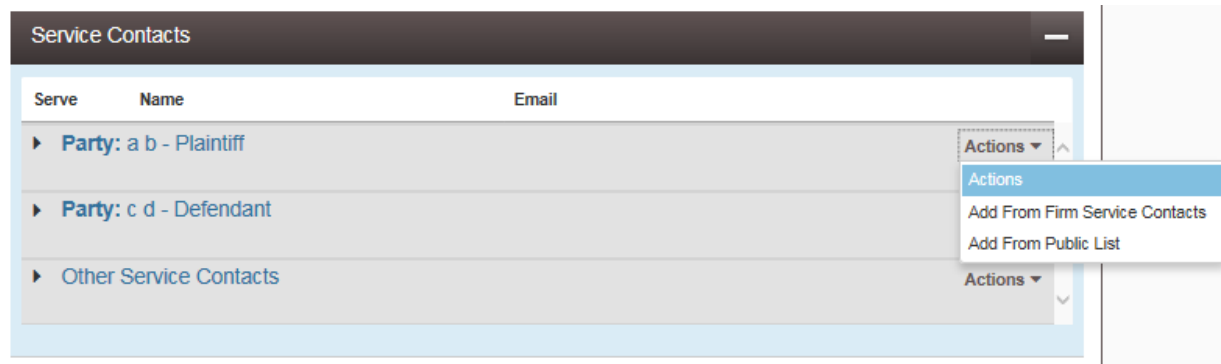 Service Contacts
Serve Name Email
Party: a b - Plaintiff Actions
Actions
Add From Firm Service Contacts
Party: c d - Defendant
Add From Public List
Other Service Contacts Actions